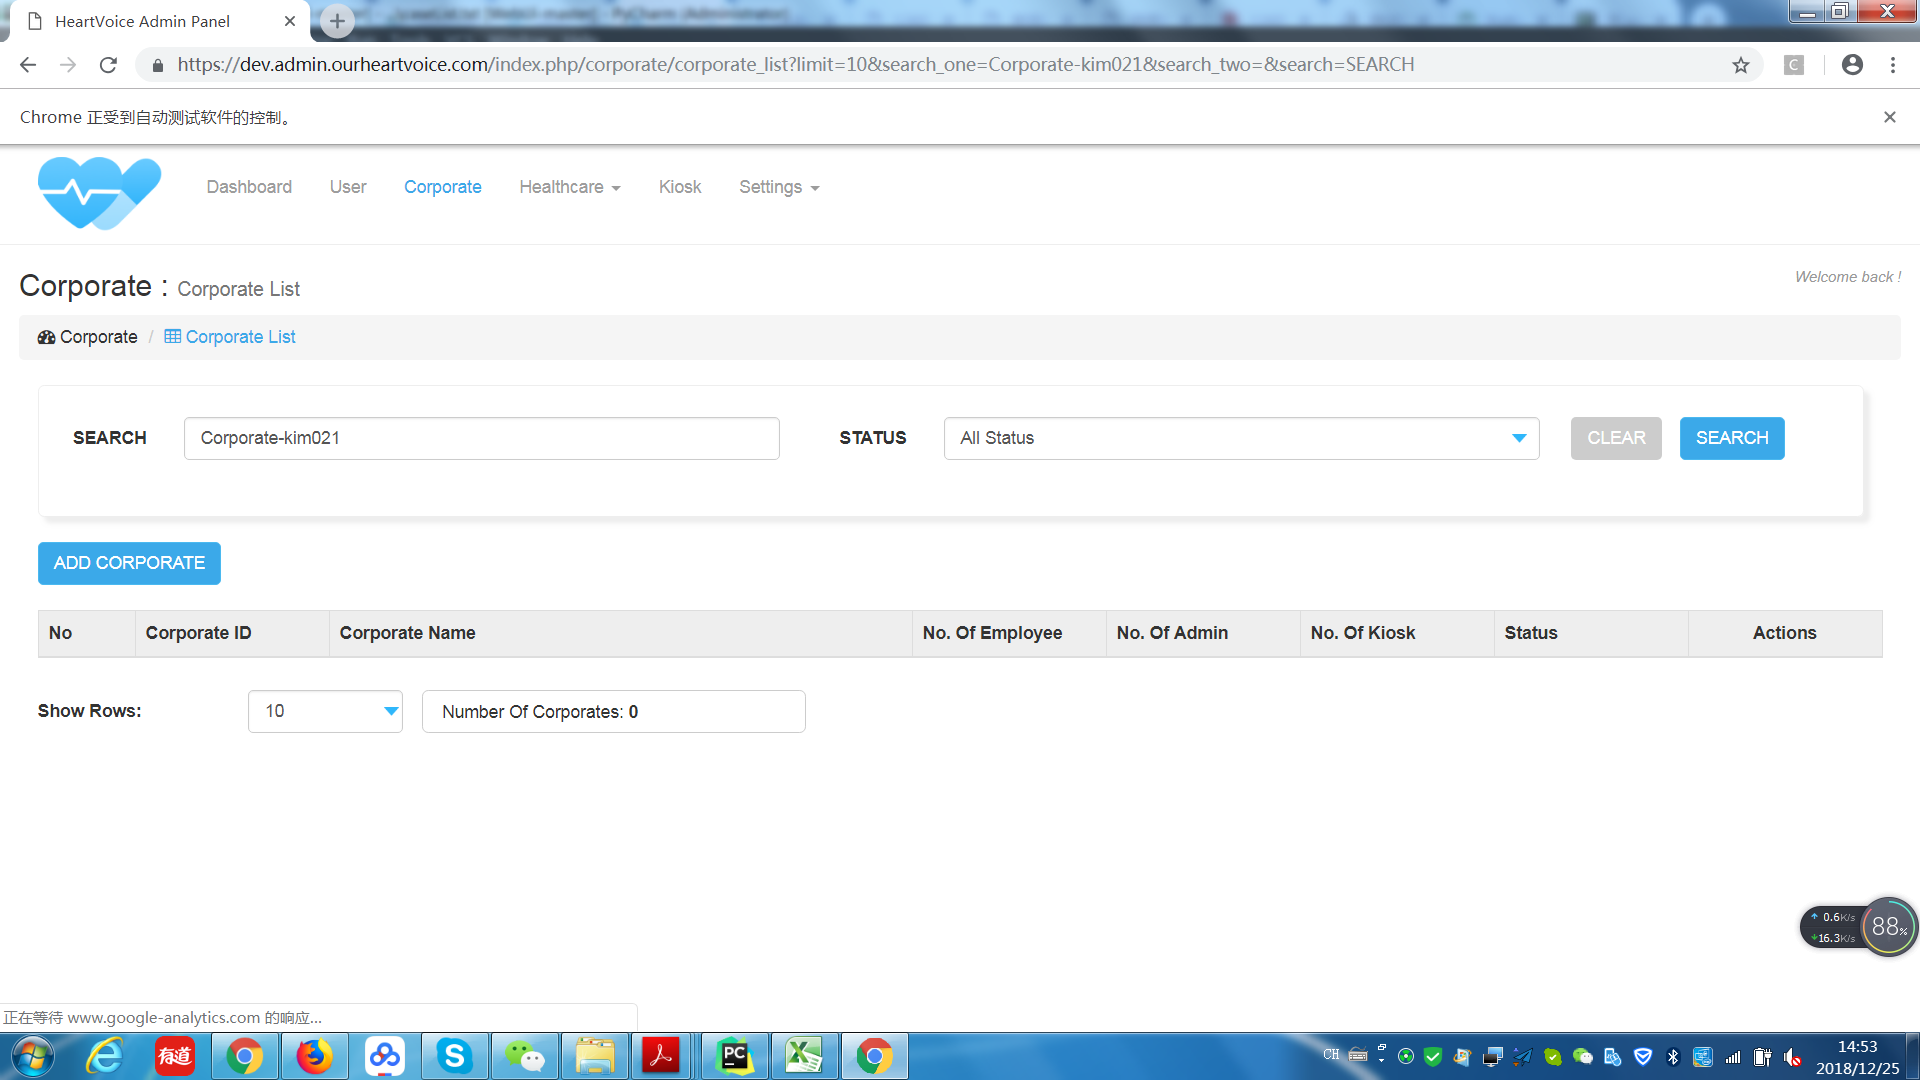 HeartVoice Admin Panel
https://dev.admin.ourheartvoice.com/index.php/corporate/corporate_list?limit=10&search_one=Corporate-kim021&search_two=&search=SEARCH
C
Chrome 正受到自动测试软件的控制。
Dashboard User Corporate Healthcare Kiosk Settings
Corporate : Corporate List
Welcome back !
Corporate / Corporate List
SEARCH Corporate-kim021 STATUS All Status CLEAR SEARCH
ADD CORPORATE
No Corporate ID Corporate Name No. Of Employee No. Of Admin No. Of Kiosk Status Actions
Show Rows: 10 Number Of Corporates: 0
0.6K/s
16.3K/s
88%
正在等待 www.google-analytics.com 的响应...
有道
PC
CH
14:53
2018/12/25